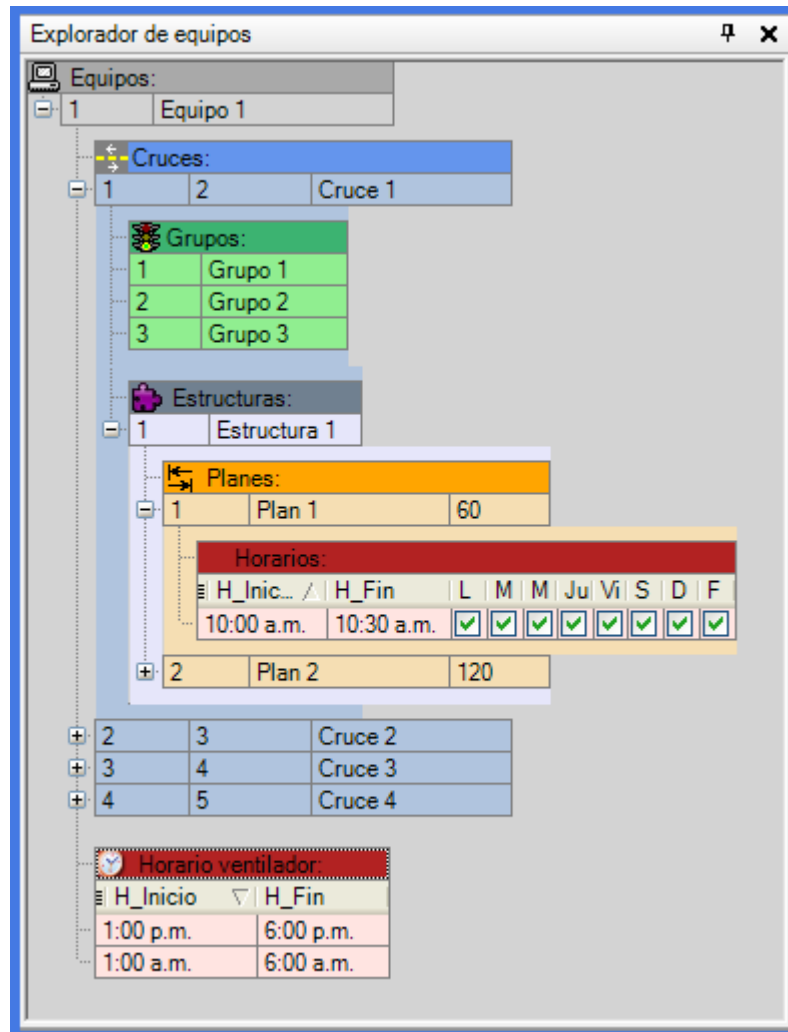 Explorador de equipos
Equipos:
1 Equipo 1
Cruces:
1 2 Cruce 1
Grupos:
1 Grupo 1
2 Grupo 2
3 Grupo 3
Estructuras:
1 Estructura 1
Planes:
1 Plan 1 60
Horarios:
H_Inic... H_Fin L M M Ju Vi S D F
10:00 a.m. 10:30 a.m.
2 Plan 2 120
2 3 Cruce 2
3 4 Cruce 3
4 5 Cruce 4
Horario ventilador:
H_Inicio H_Fin
1:00 p.m. 6:00 p.m.
1:00 a.m. 6:00 a.m.